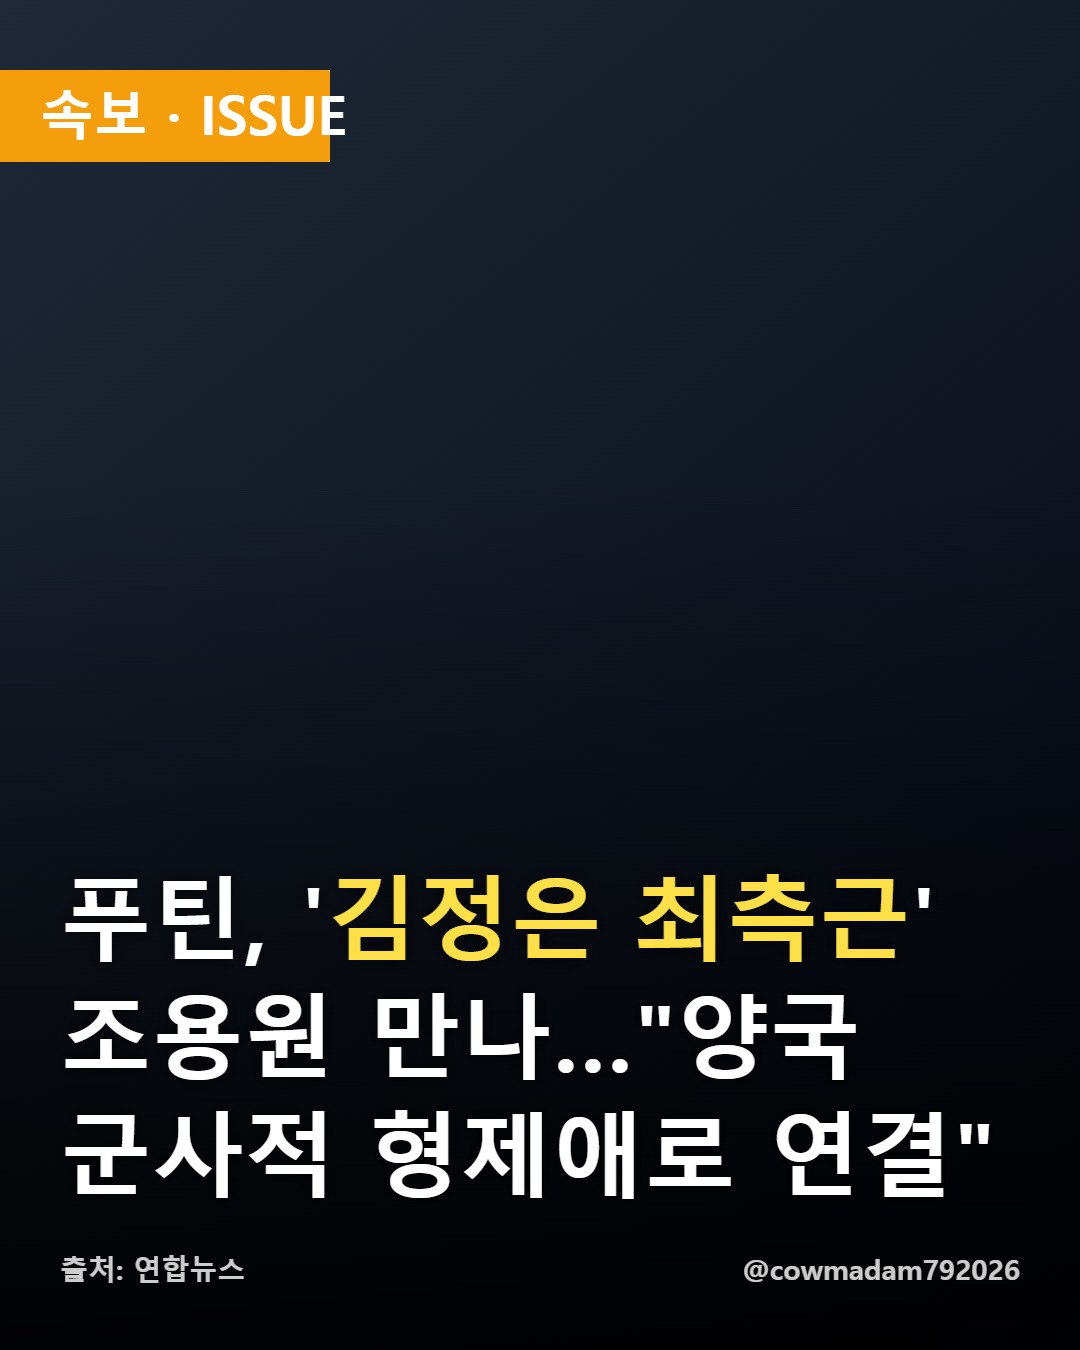 속보 · ISSUE
푸틴, '김정은 최측근'
조용원 만나..."양국
군사적 형제애로 연결"
출처: 연합뉴스
@cowmadam792026